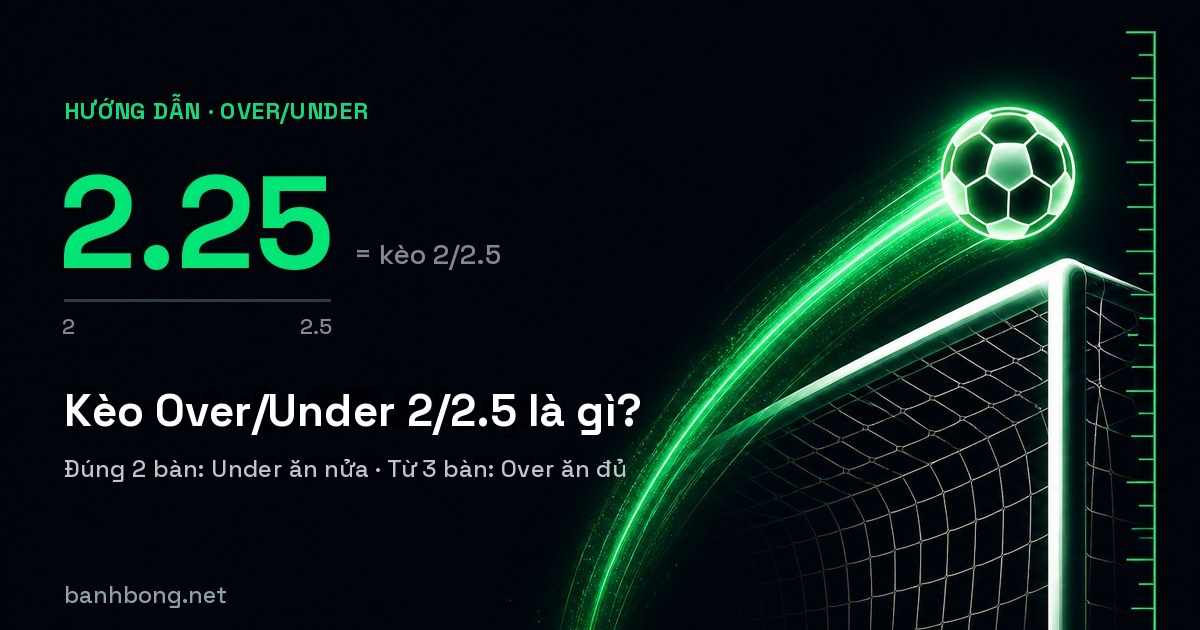 HƯỚNG DẪN · OVER/UNDER
2.25 = kèo 2/2.5
2 2.5
Kèo Over/Under 2/2.5 là gì?
Đúng 2 bàn: Under ăn nửa · Từ 3 bàn: Over ăn đủ
banhbong.net